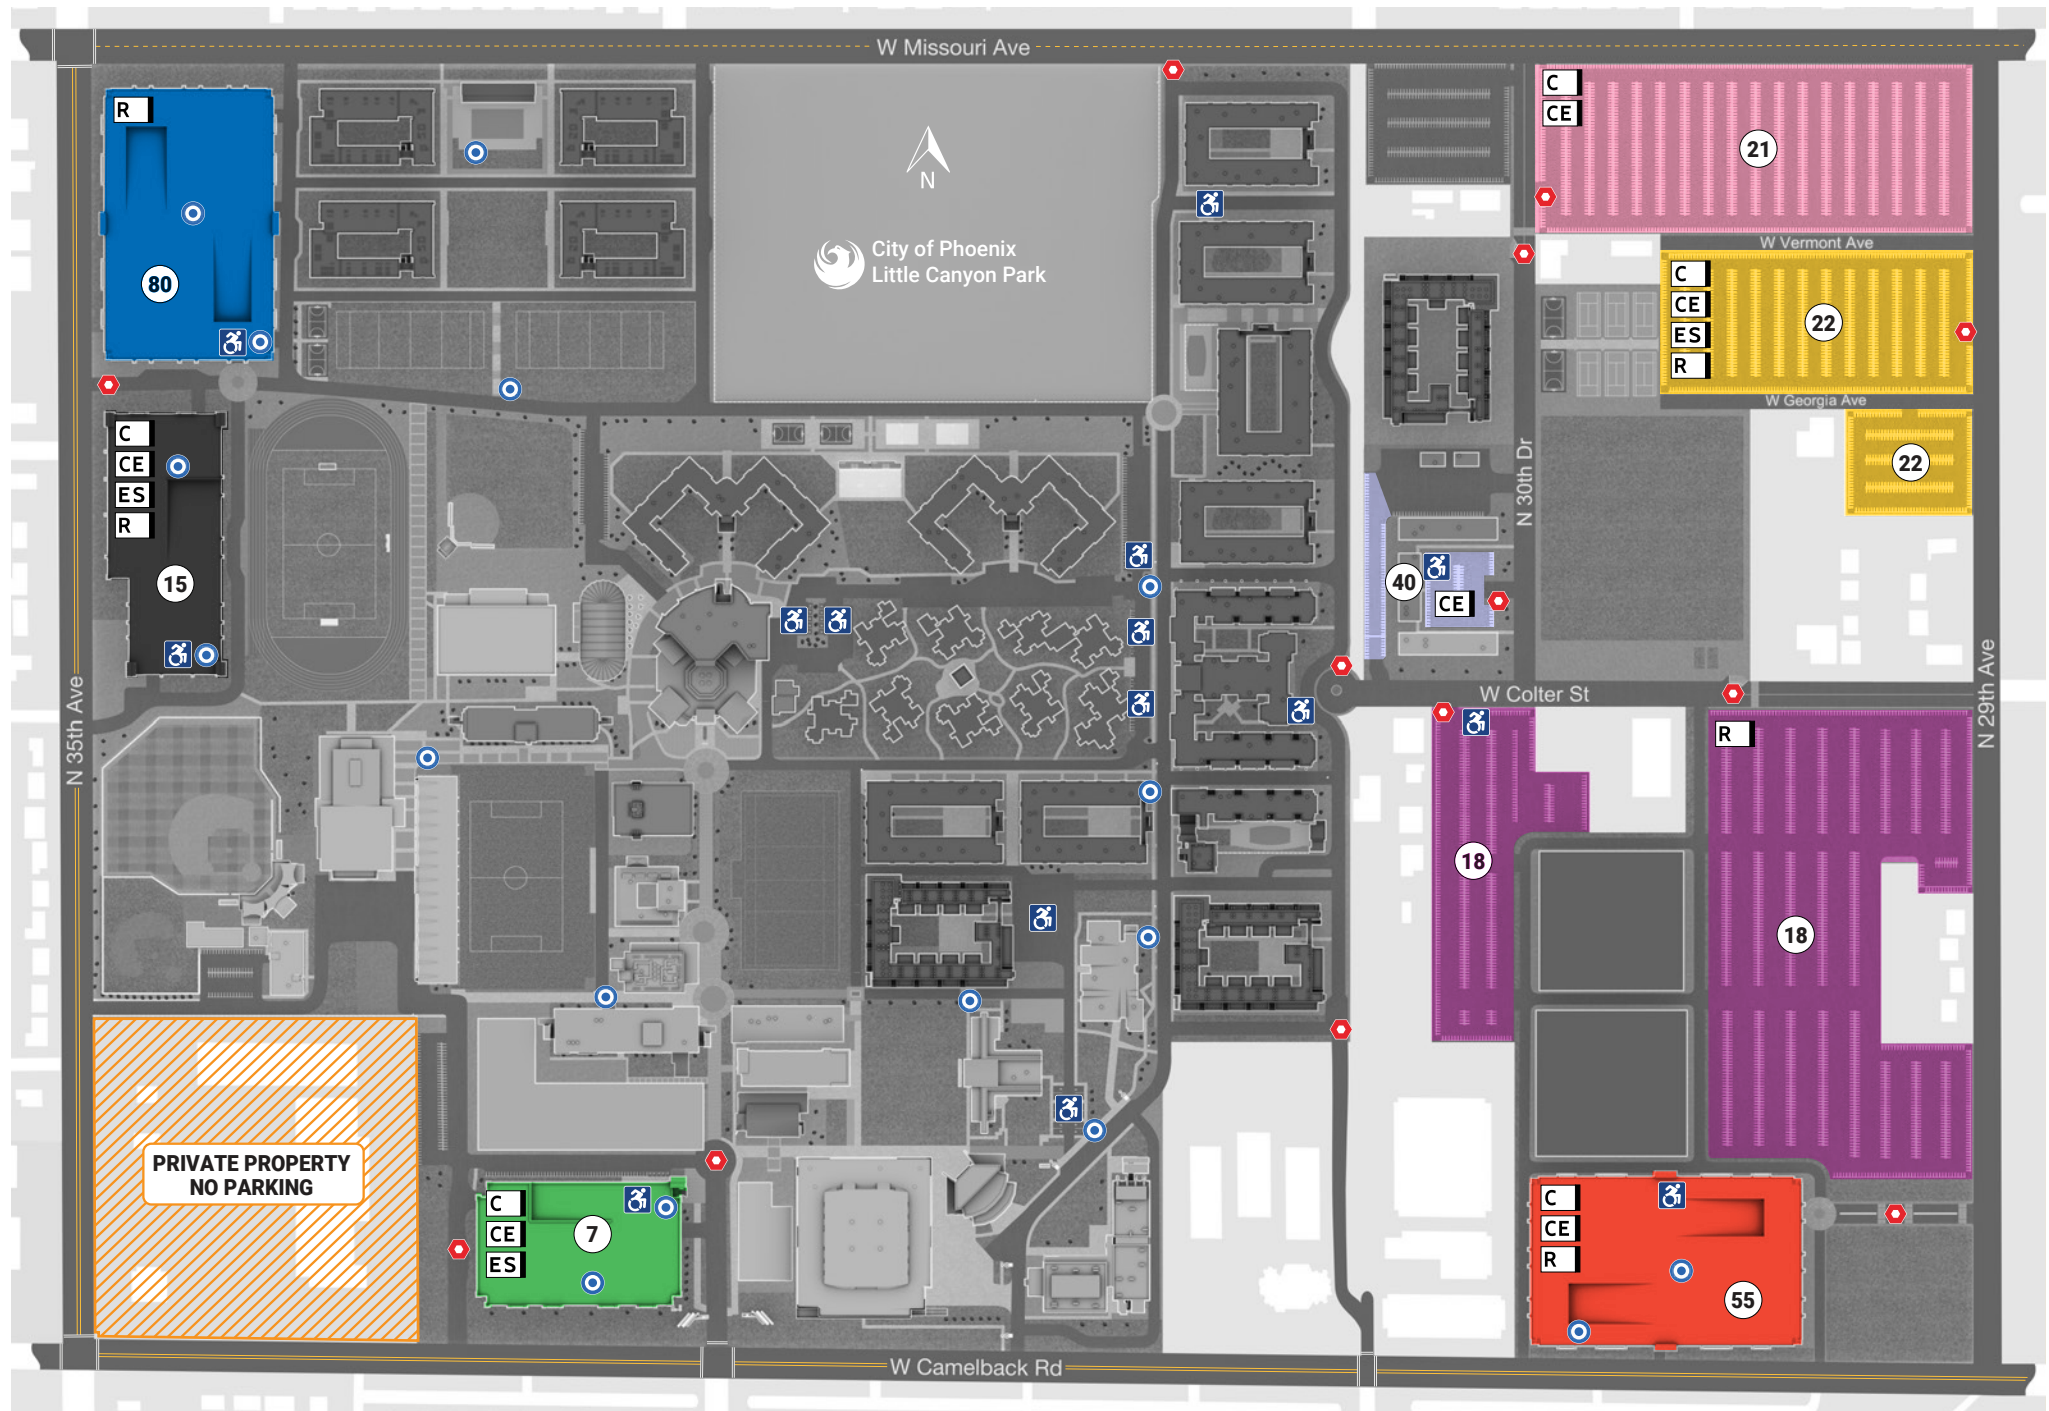 W Missouri Ave
R
80
N
City of Phoenix
Little Canyon Park
C
CE
21
W Vermont Ave
C
CE
ES
R
22
W Georgia Ave
22
C
CE
ES
R
15
N 30th Dr
40
CE
N 35th Ave
W Colter St
N 29th Ave
R
18
18
PRIVATE PROPERTY
NO PARKING
C
CE
ES
7
C
CE
R
55
W Camelback Rd